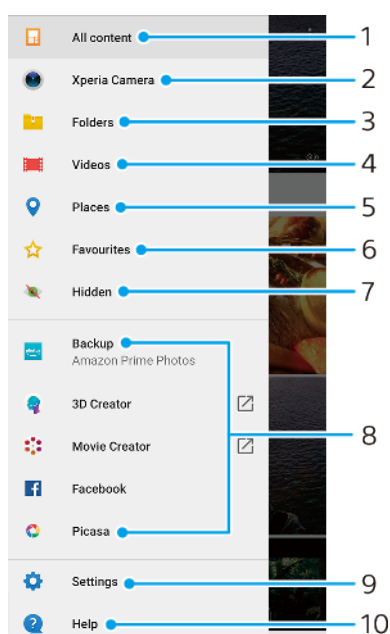 All content 1
Xperia Camera 2
Folders 3
Videos 4
Places 5
Favourites 6
Hidden 7
Backup
Amazon Prime Photos
3D Creator
8
Movie Creator
Facebook
Picasa
Settings 9
Help 10